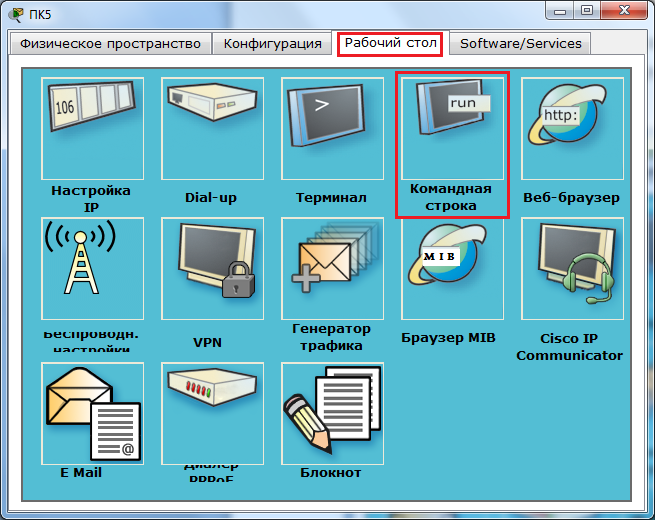 ПК5
Физическое пространство
Конфигурация
Рабочий стол
Software/Services
106
>
run
http:
Настройка
IP
Dial-up
Терминал
Командная
строка
Веб-браузер
MIB
Беспроводн.
настройки
VPN
Генератор
трафика
Браузер MIB
Cisco IP
Communicator
@
E Mail
Диалер
PPPoE
Блокнот